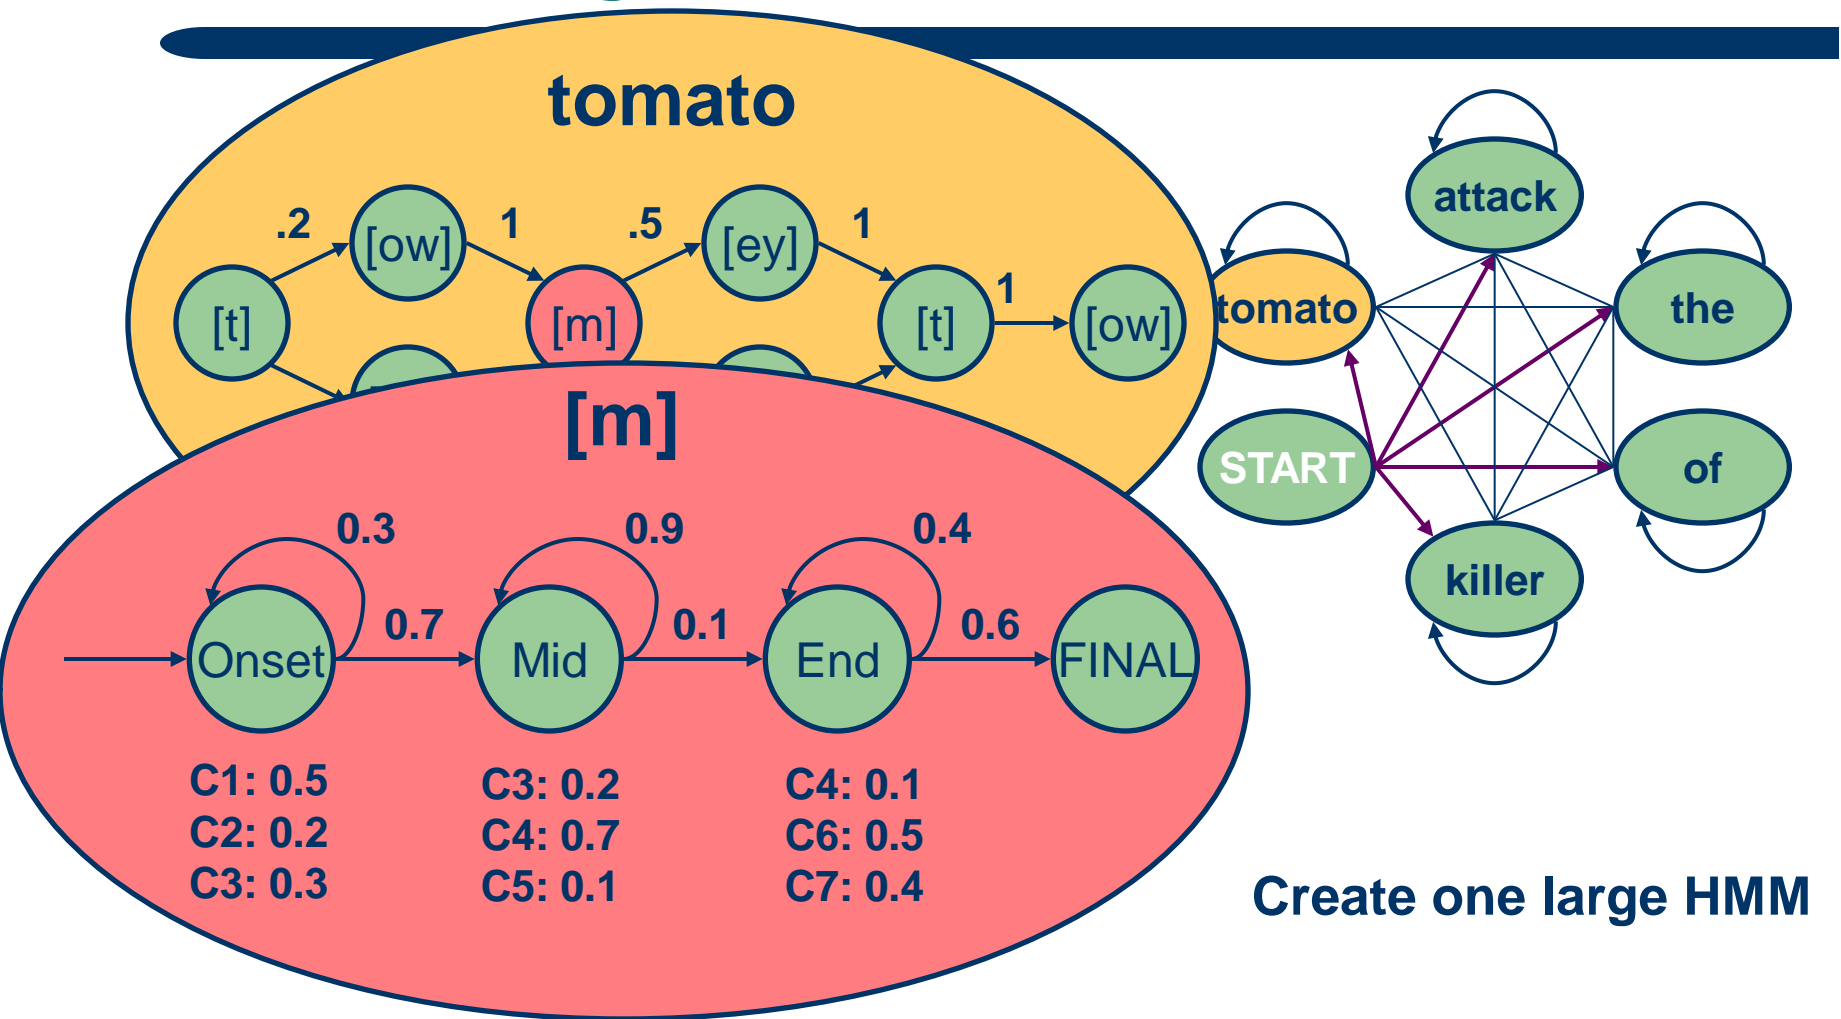 tomato
.2 [ow] 1 .5 [ey] 1
[t] [m] [t] 1 [ow]
[m]
0.3 0.9 0.4
0.7 0.1 0.6
Onset Mid End FINAL
C1: 0.5
C2: 0.2
C3: 0.3
C3: 0.2
C4: 0.7
C5: 0.1
C4: 0.1
C6: 0.5
C7: 0.4
attack
tomato
the
START
of
killer
Create one large HMM